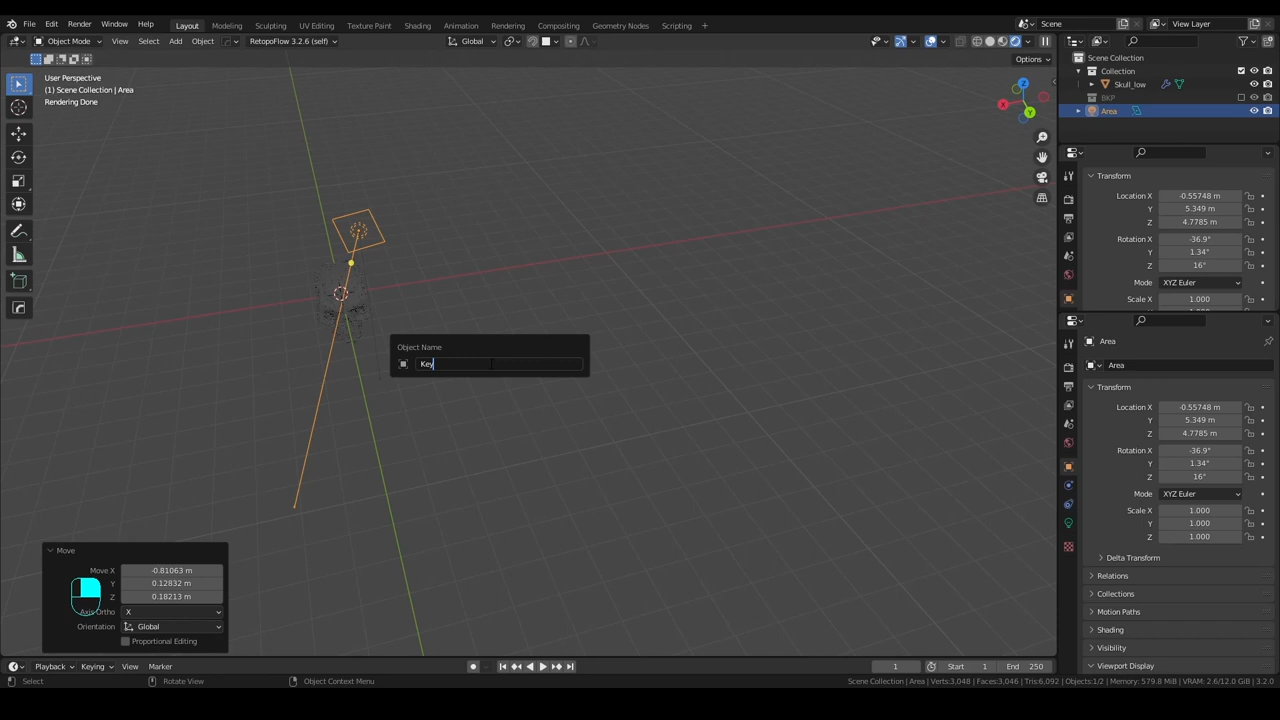 File Edit Render Window Help Layout Modeling Sculpting UV Editing Texture Paint Shading Animation Rendering Compositing Geometry Nodes Scripting + Scene View Layer
Object Mode View Select Add Object RetopoFlow 3.2.6 (self) Global
Options
User Perspective
(1) Scene Collection | Area
Rendering Done
X
Y
Z
Scene Collection
Collection
Skull_low
BKP
Area
Transform
Location X -0.55748 m
Y 5.349 m
Z 4.7785 m
Rotation X -36.9°
Y 1.34°
Z 16°
Mode XYZ Euler
Scale X 1.000
Area
Area
Transform
Location X -0.55748 m
Y 5.349 m
Z 4.7785 m
Rotation X -36.9°
Y 1.34°
Z 16°
Mode XYZ Euler
Scale X 1.000
Y 1.000
Z 1.000
Delta Transform
Relations
Collections
Motion Paths
Shading
Visibility
Viewport Display
Object Name
Key
Move
Move X -0.81063 m
Y 0.12832 m
Z 0.18213 m
Axis Ortho X
Orientation Global
Proportional Editing
Playback Keying View Marker 1 Start 1 End 250
Select Rotate View Object Context Menu Scene Collection | Area | Verts:3,048 | Faces:3,046 | Tris:6,092 | Objects:1/2 | Memory: 579.8 MiB | VRAM: 2.6/12.0 GiB | 3.2.0